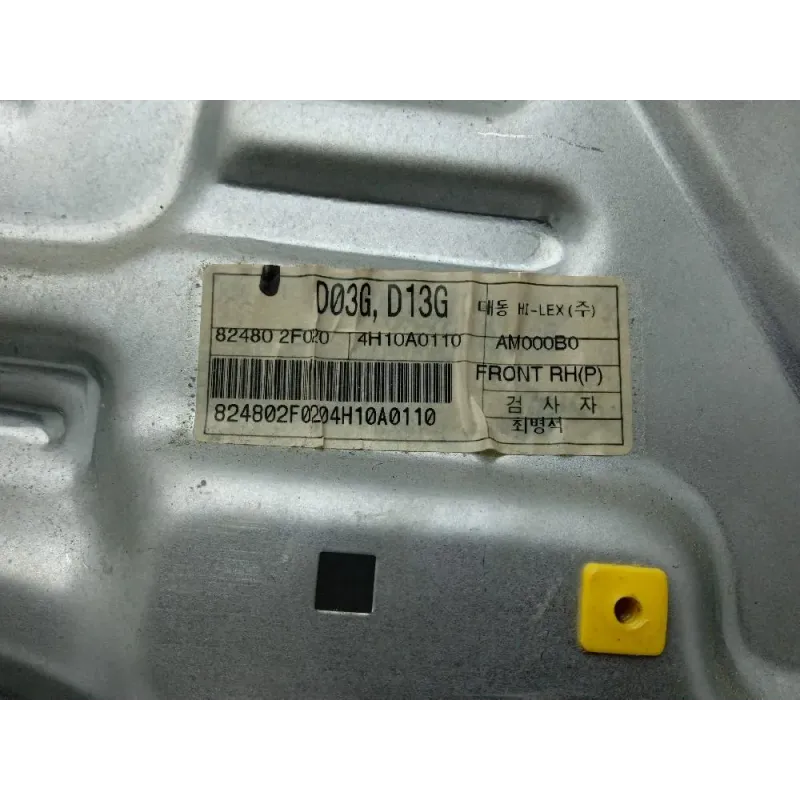 D03G, D13G
대동 HI-LEX(주)
82480 2F020 4H10A0110 AM000B0
FRONT RH(P)
824802F0204H10A0110
검 사 자
최병석